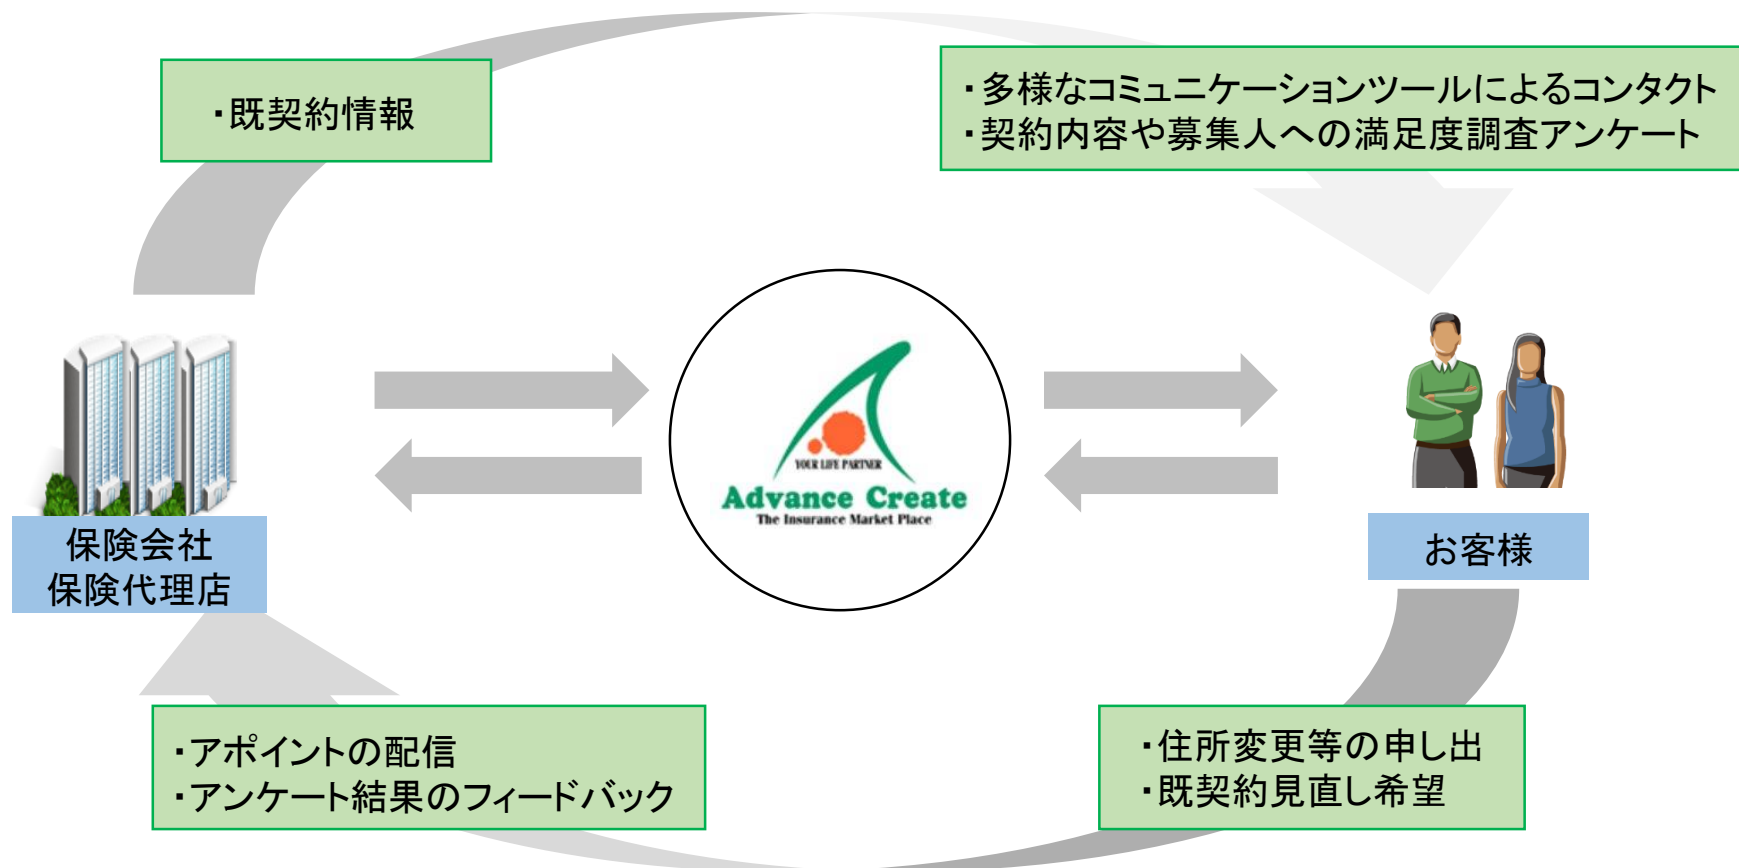 ・既契約情報
・多様なコミュニケーションツールによるコンタクト
・契約内容や募集人への満足度調査アンケート
YOUR LIFE PARTNER
Advance Create
The Insurance Market Place
保険会社
保険代理店
お客様
・アポイントの配信
・アンケート結果のフィードバック
・住所変更等の申し出
・既契約見直し希望